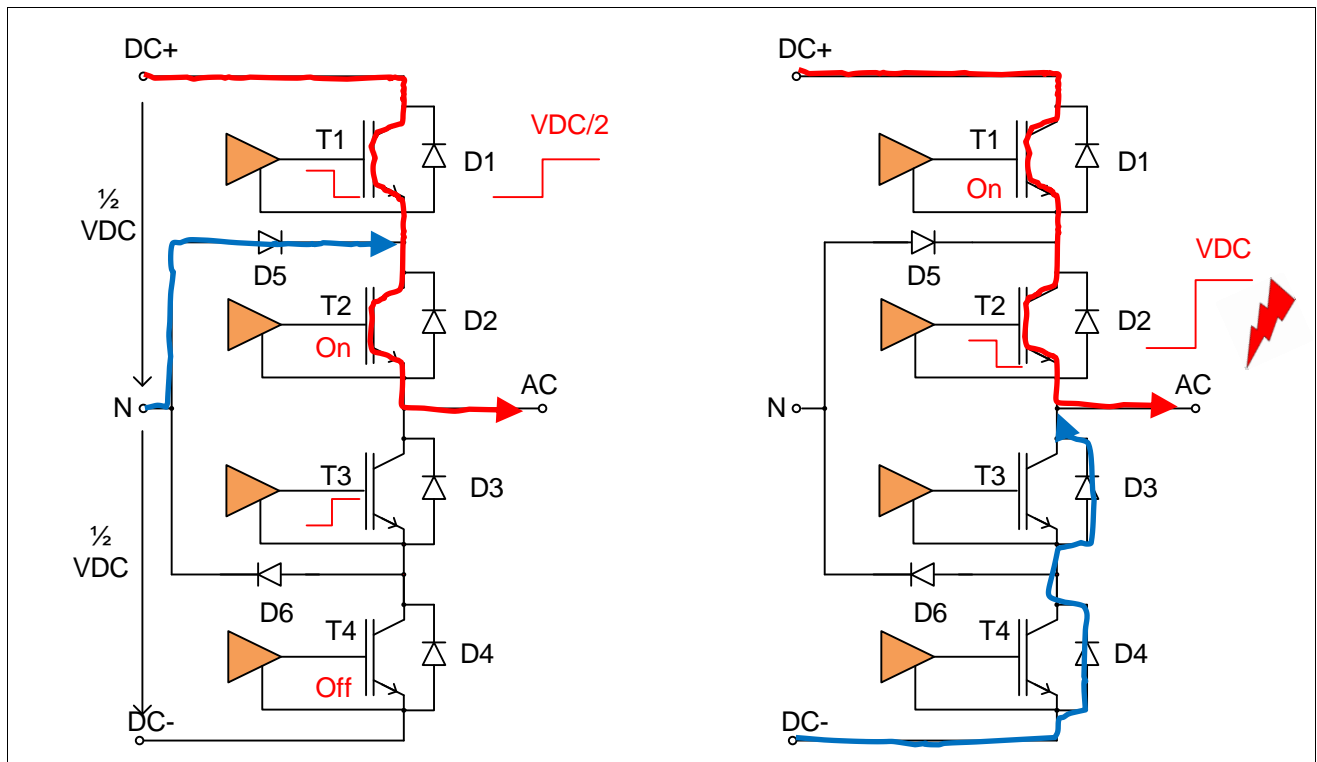 DC+
T1
D1
VDC/2
½
VDC
D5
T2
On
D2
N
AC
T3
D3
½
VDC
D6
T4
Off
D4
DC-
DC+
T1
On
D1
D5
T2
D2
VDC
N
AC
T3
D3
D6
T4
D4
DC-